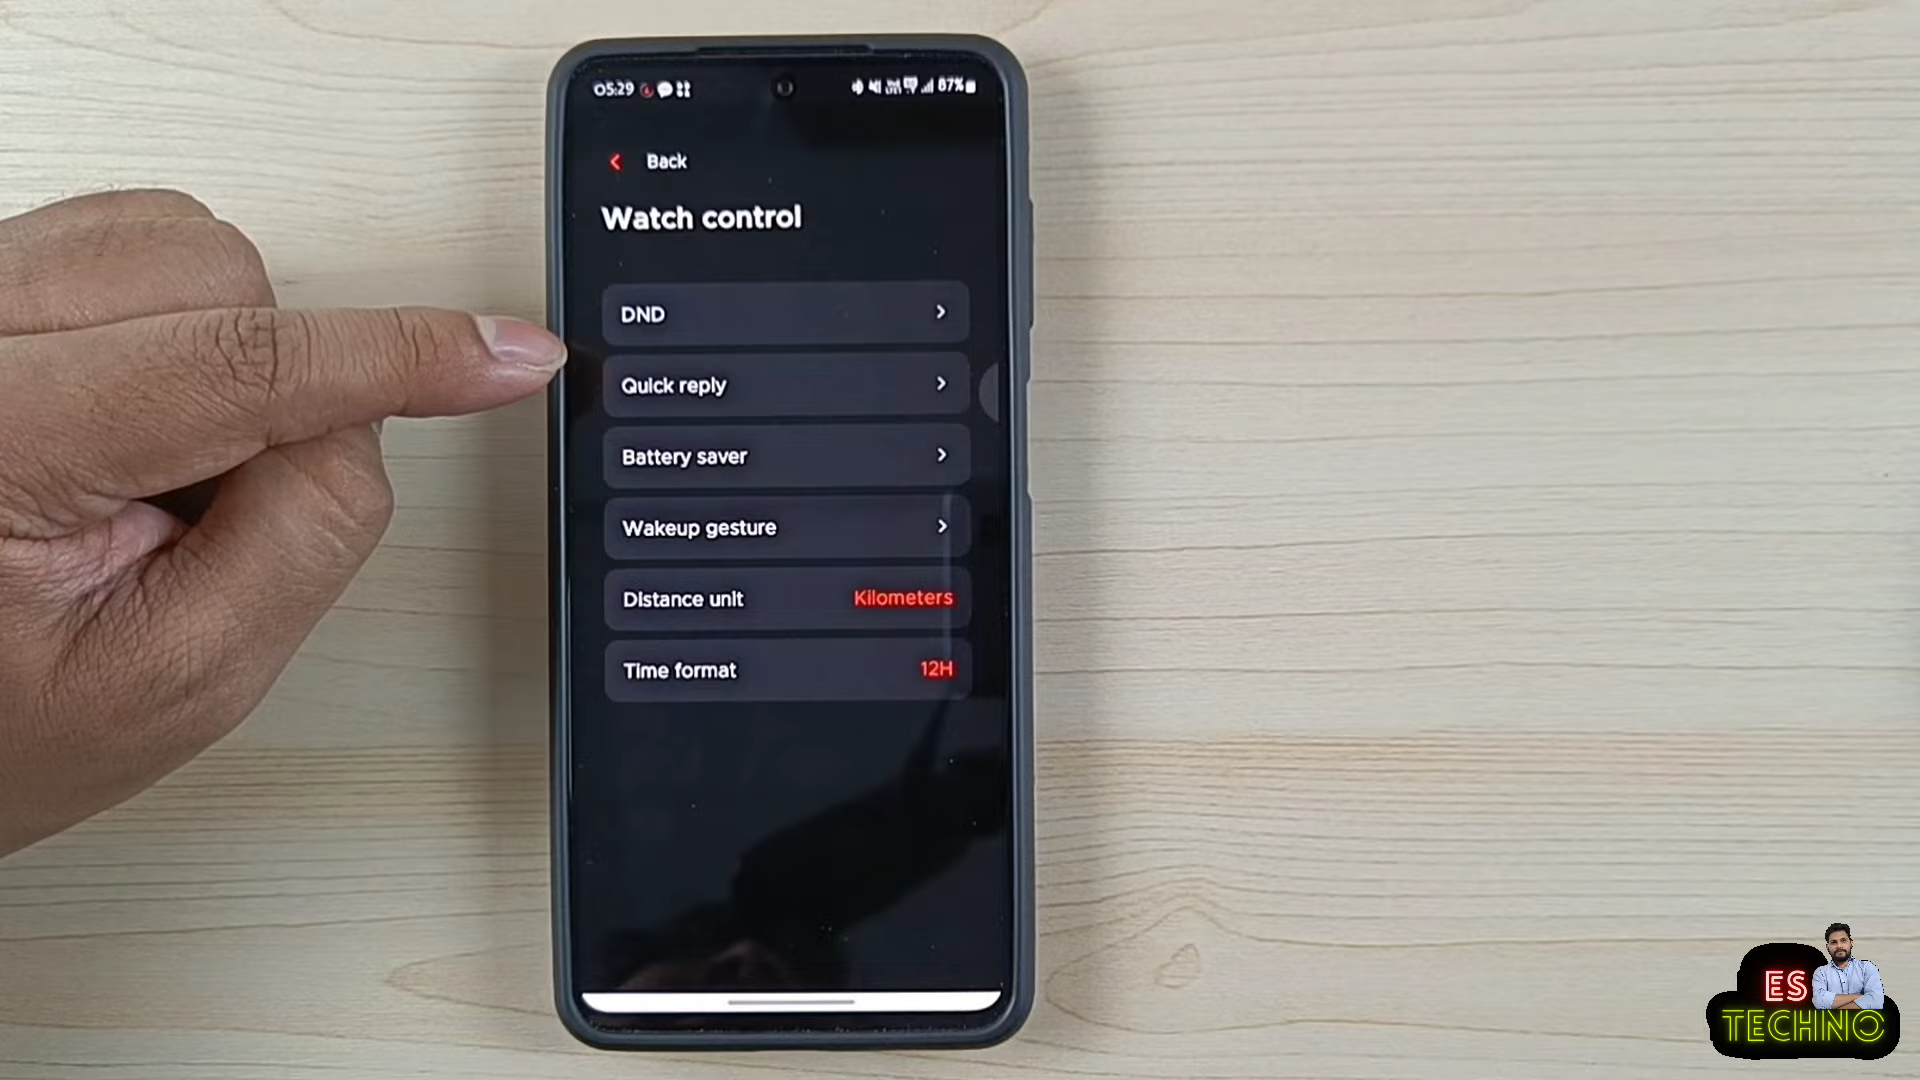 05:29
87%
Back
Watch control
DND
Quick reply
Battery saver
Wakeup gesture
Distance unit Kilometers
Time format 12H
ES
TECHNO